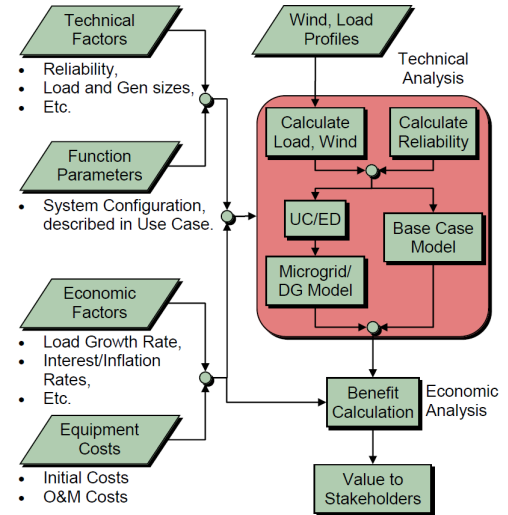 Technical
Factors
• Reliability,
• Load and Gen sizes,
• Etc.
Function
Parameters
• System Configuration,
described in Use Case.
Economic
Factors
• Load Growth Rate,
• Interest/Inflation
Rates,
• Etc.
Equipment
Costs
• Initial Costs
• O&M Costs
Wind, Load
Profiles
Technical
Analysis
Calculate
Load, Wind
Calculate
Reliability
UC/ED
Base Case
Model
Microgrid/
DG Model
Benefit
Calculation
Economic
Analysis
Value to
Stakeholders